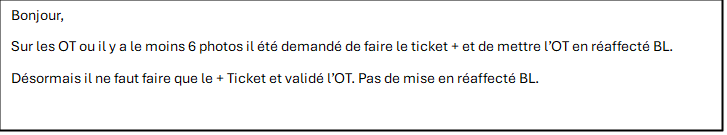 Bonjour,
Sur les OT ou il y a le moins 6 photos il été demandé de faire le ticket + et de mettre l’OT en réaffecté BL.
Désormais il ne faut faire que le + Ticket et validé l’OT. Pas de mise en réaffecté BL.